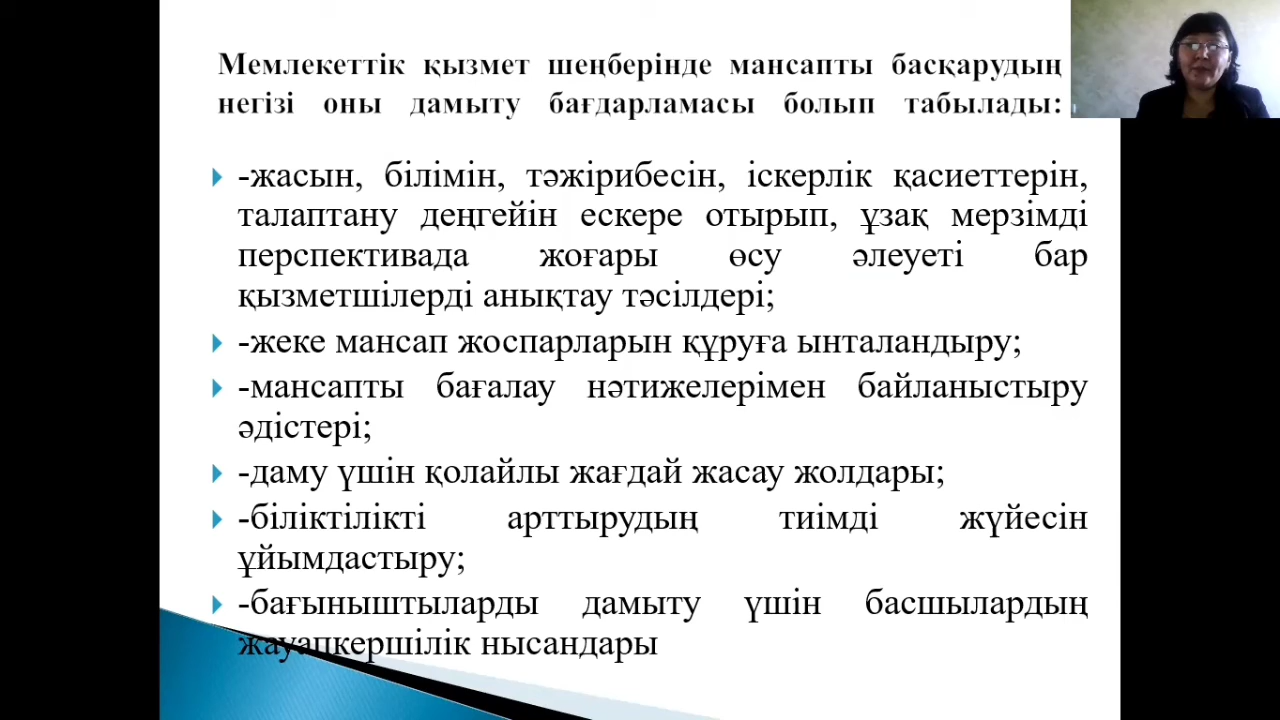 Мемлекеттік қызмет шеңберінде мансапты басқарудың
негізі оны дамыту бағдарламасы болып табылады:
-жасын, білімін, тәжірибесін, іскерлік қасиеттерін,
талаптану деңгейін ескере отырып, ұзақ мерзімді
перспективада жоғары өсу әлеуеті бар
қызметшілерді анықтау тәсілдері;
-жеке мансап жоспарларын құруға ынталандыру;
-мансапты бағалау нәтижелерімен байланыстыру
әдістері;
-даму үшін қолайлы жағдай жасау жолдары;
-біліктілікті арттырудың тиімді жүйесін
ұйымдастыру;
-бағыныштыларды дамыту үшін басшылардың
жауапкершілік нысандары